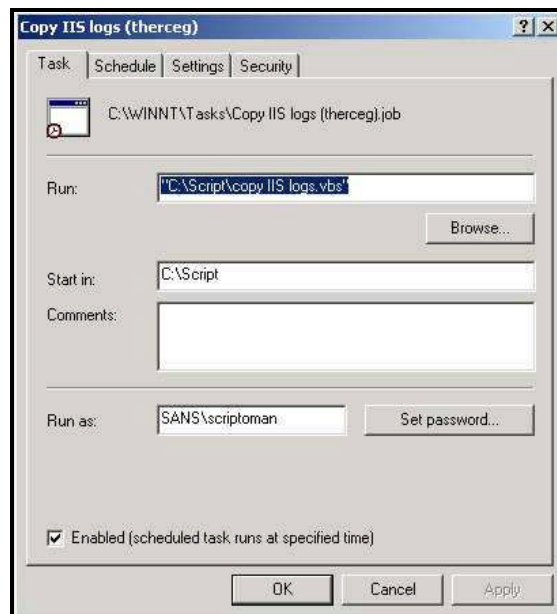 Copy IIS logs (therceg)
Task Schedule Settings Security
C:\WINNT\Tasks\Copy IIS logs (therceg).job
Run: "C:\Script\copy IIS logs.vbs"
Browse...
Start in: C:\Script
Comments:
Run as: SANS\scriptoman Set password...
Enabled (scheduled task runs at specified time)
OK Cancel Apply